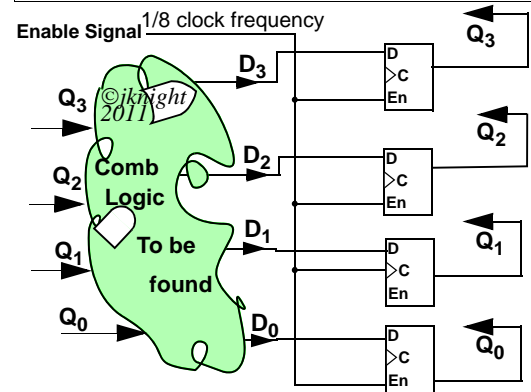 Enable Signal 1/8 clock frequency
Q3
D3
D
C
En
Q3
©jknight
2011
Q2
Comb
Logic
D2
D
C
En
Q2
Q1
To be
found
D1
D
C
En
Q1
Q0
D0
D
C
En
Q0